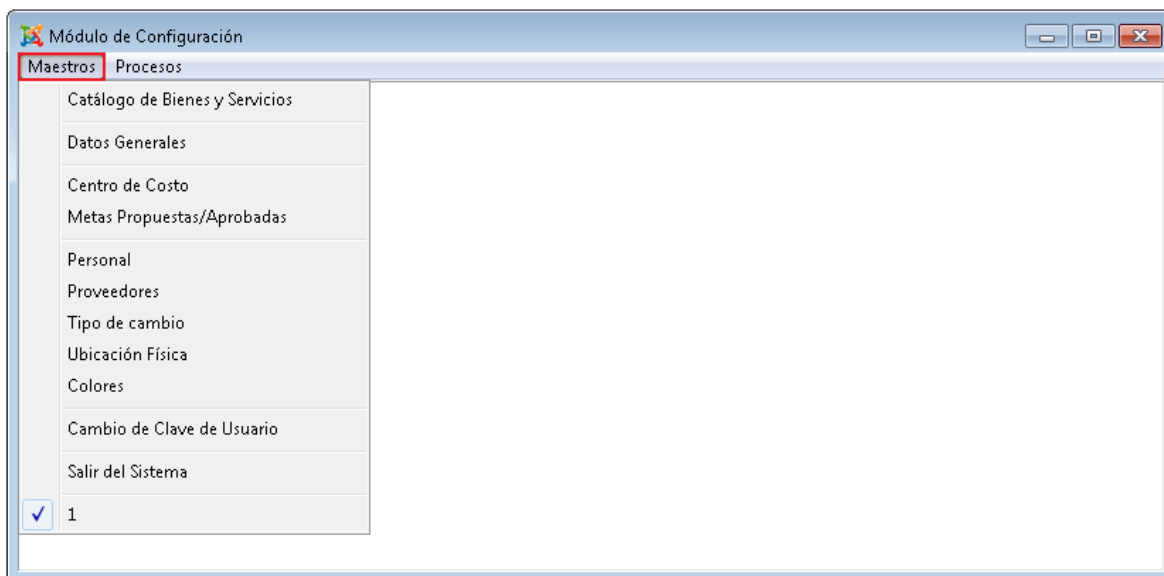 Módulo de Configuración
Maestros Procesos
Catálogo de Bienes y Servicios
Datos Generales
Centro de Costo
Metas Propuestas/Aprobadas
Personal
Proveedores
Tipo de cambio
Ubicación Física
Colores
Cambio de Clave de Usuario
Salir del Sistema
1